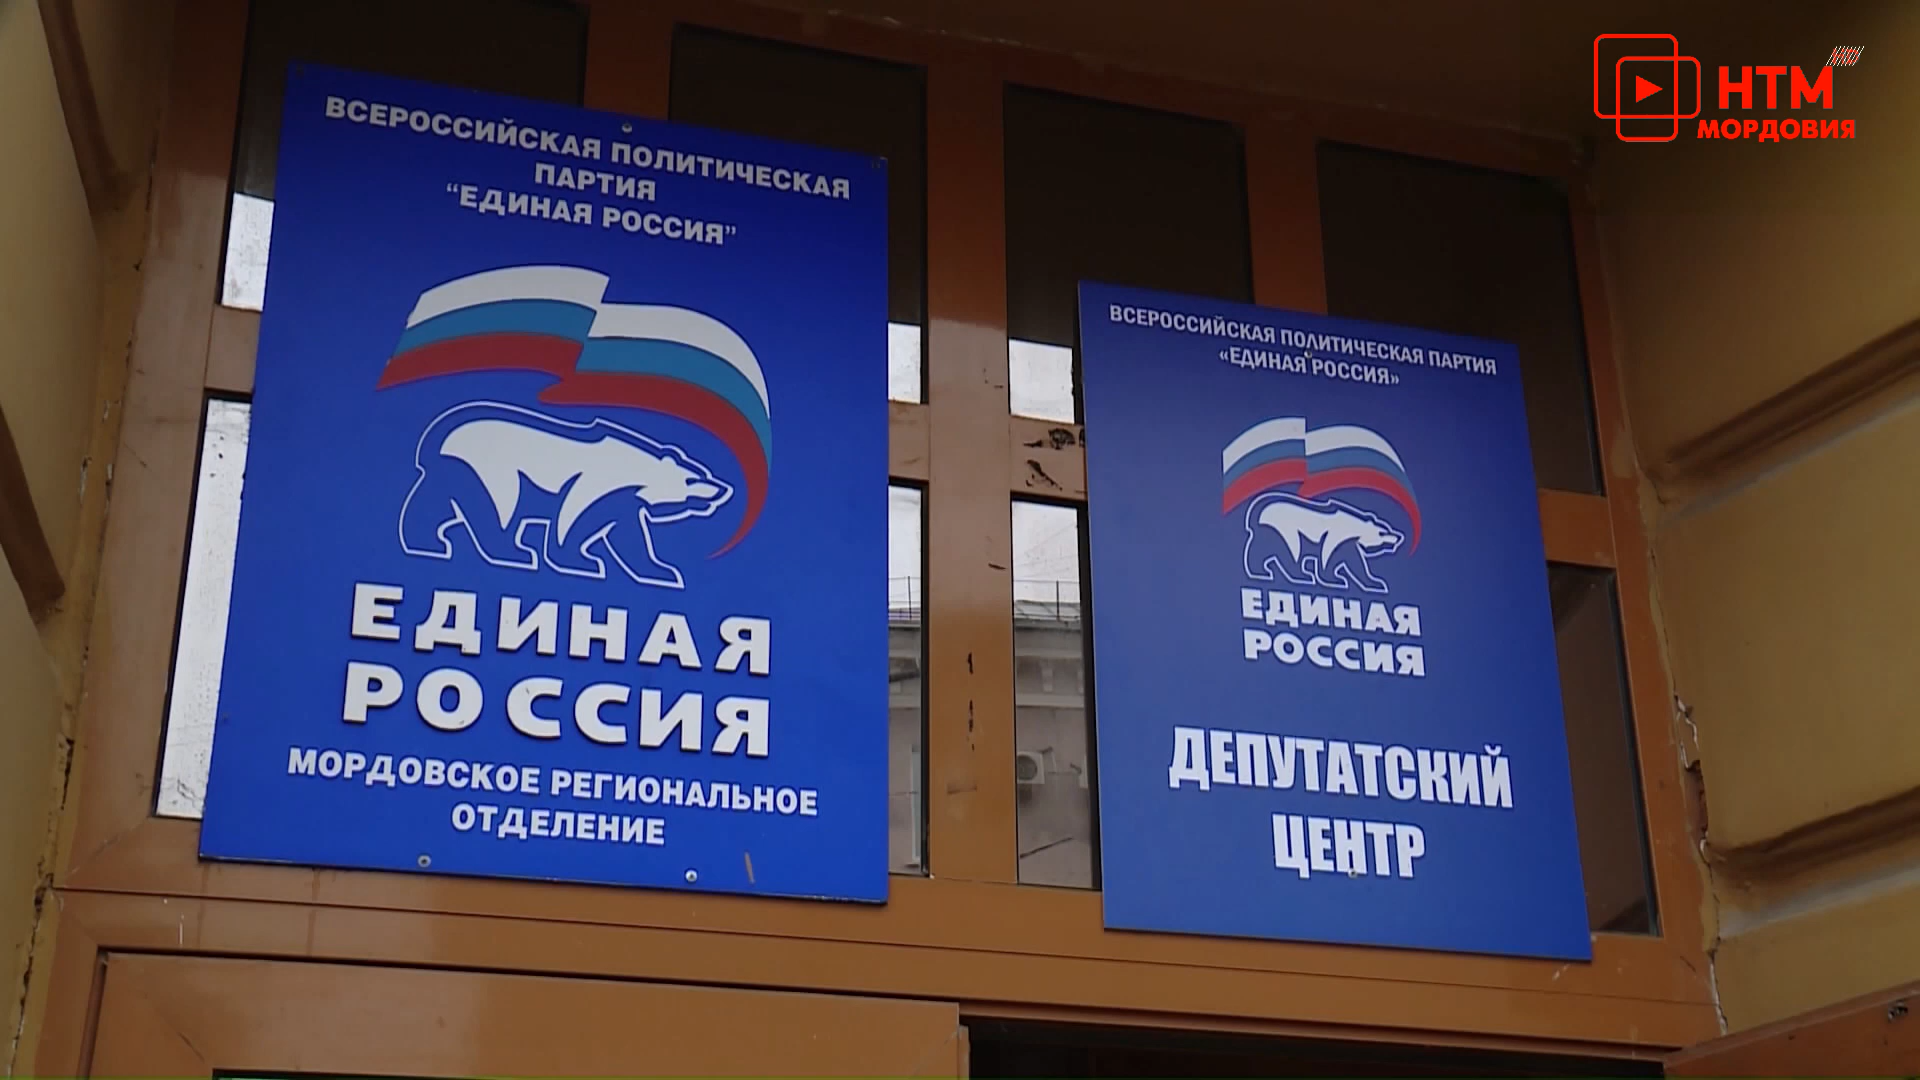 ВСЕРОССИЙСКАЯ ПОЛИТИЧЕСКАЯ
ПАРТИЯ
“ЕДИНАЯ РОССИЯ”
ЕДИНАЯ
РОССИЯ
МОРДОВСКОЕ РЕГИОНАЛЬНОЕ
ОТДЕЛЕНИЕ
ВСЕРОССИЙСКАЯ ПОЛИТИЧЕСКАЯ ПАРТИЯ
«ЕДИНАЯ РОССИЯ»
ЕДИНАЯ
РОССИЯ
ДЕПУТАТСКИЙ
ЦЕНТР
НТМ
МОРДОВИЯ